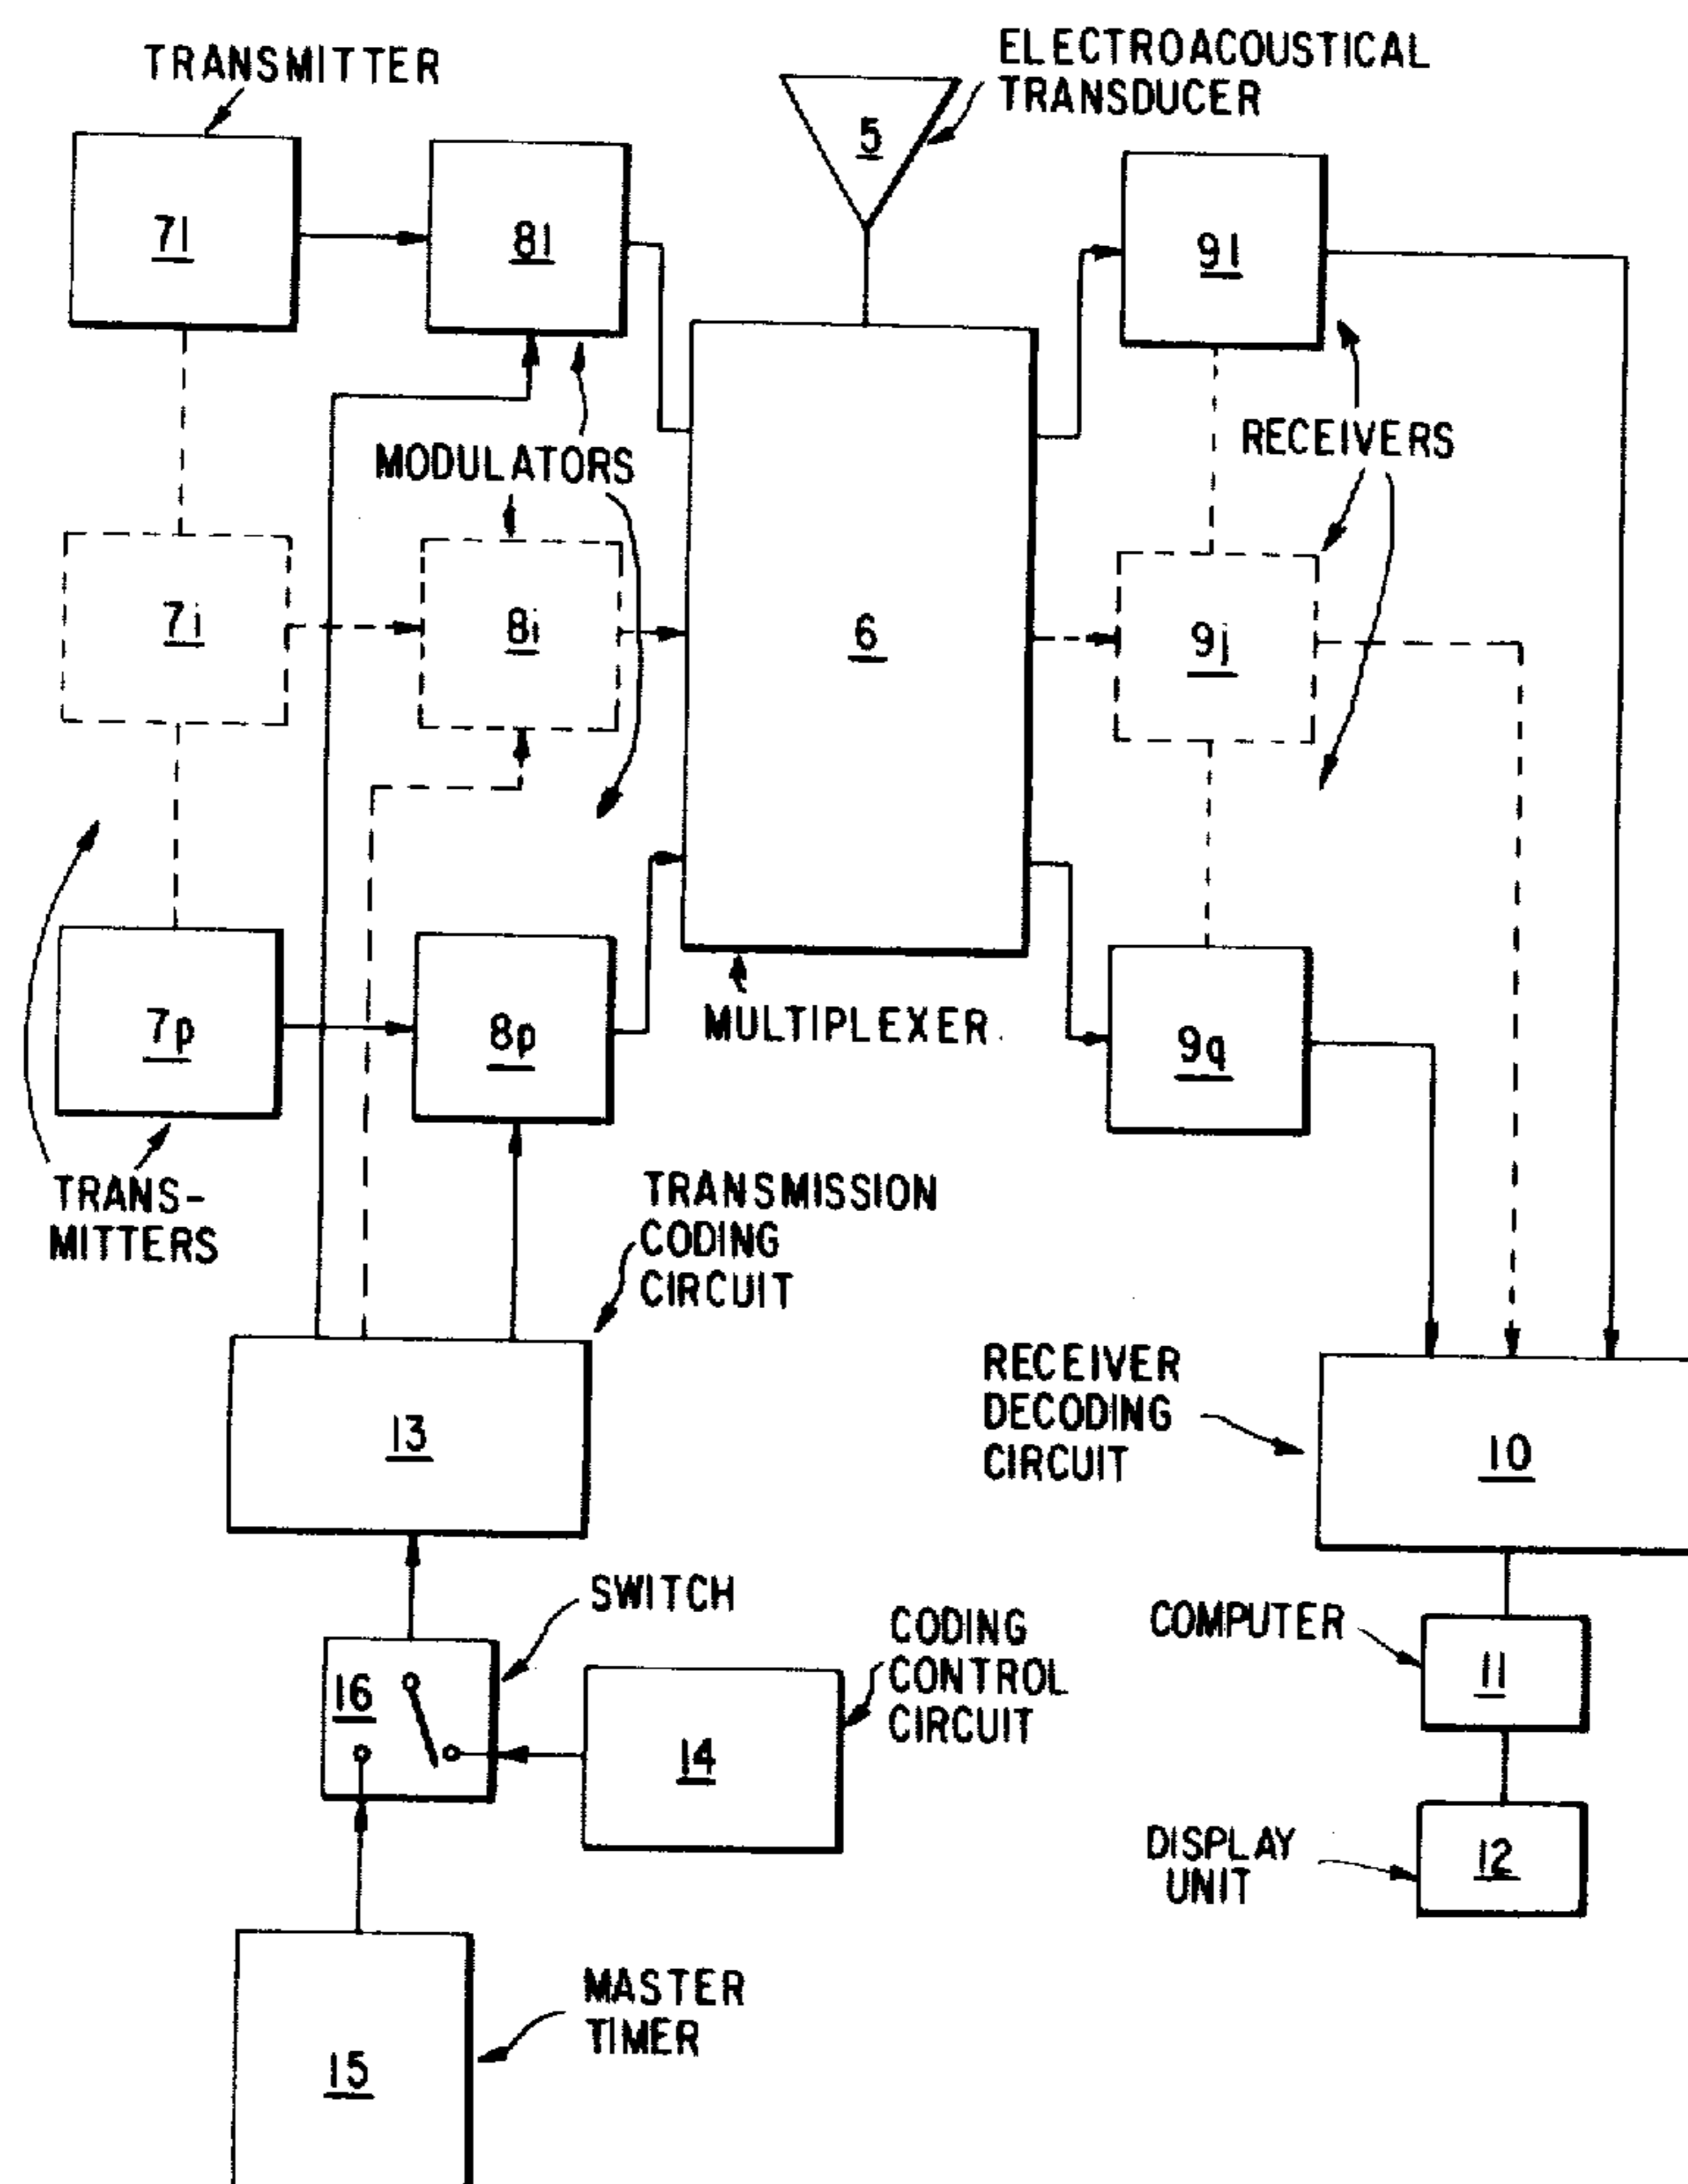 TRANSMITTER
ELECTROACOUSTICAL
TRANSDUCER
5
71
81
91
MODULATORS
RECEIVERS
7i
8i
6
9j
7p
8p
MULTIPLEXER
9q
TRANS-
MITTERS
TRANSMISSION
CODING
CIRCUIT
13
RECEIVER
DECODING
CIRCUIT
10
SWITCH
16
CODING
CONTROL
CIRCUIT
14
COMPUTER
11
DISPLAY
UNIT
12
MASTER
TIMER
15